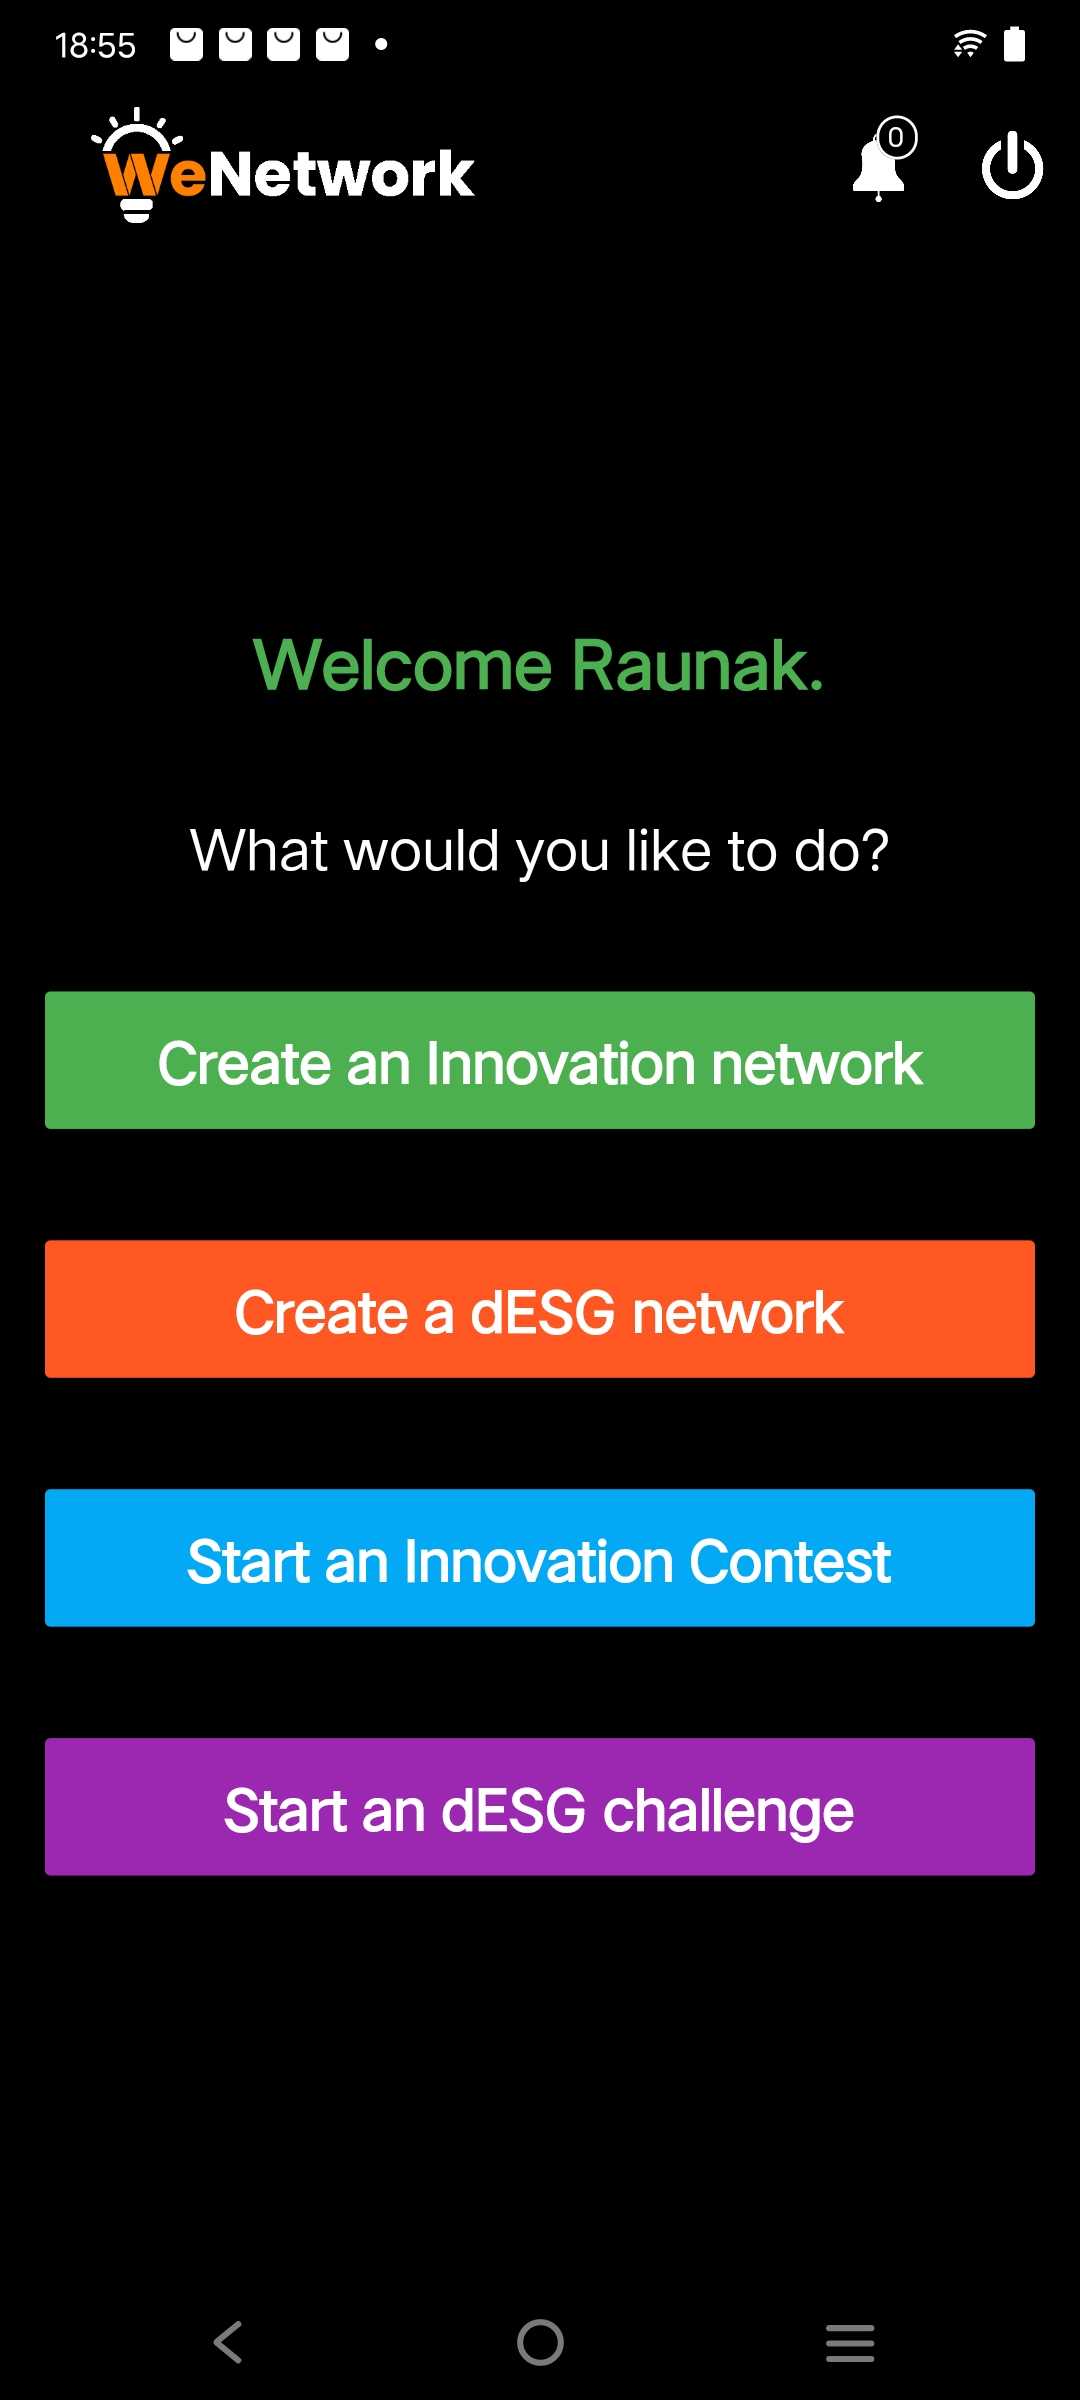 18:55
WeNetwork
0
Welcome Raunak.
What would you like to do?
Create an Innovation network
Create a dESG network
Start an Innovation Contest
Start an dESG challenge